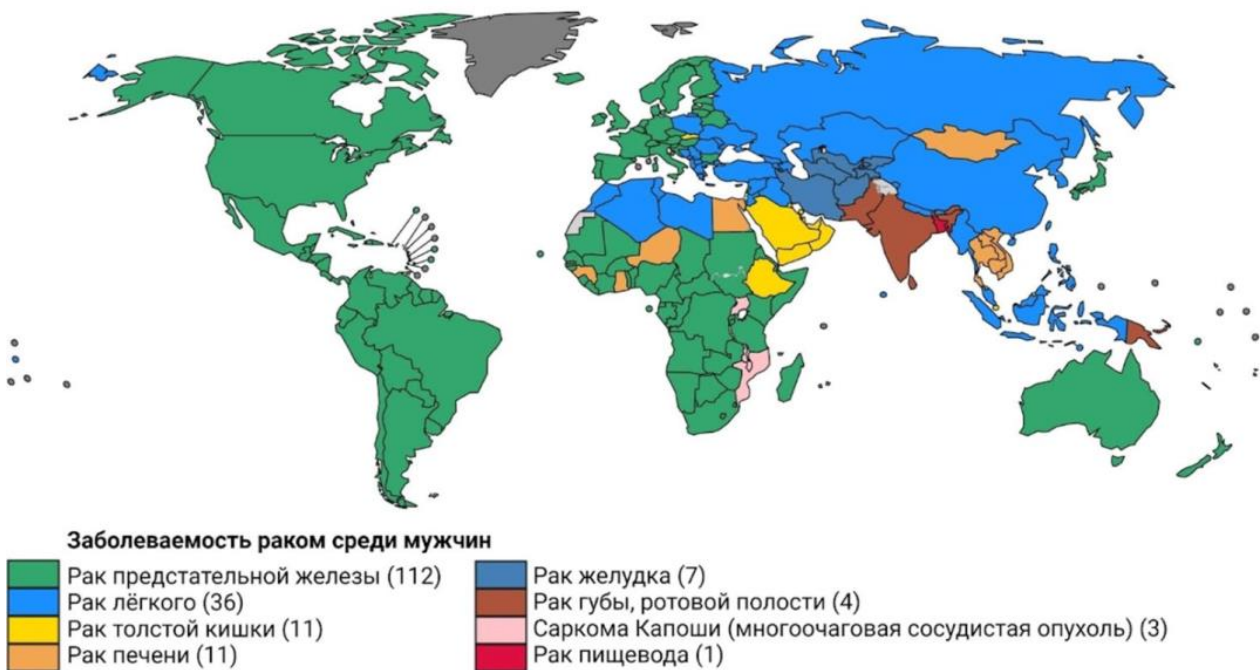 Заболеваемость раком среди мужчин
Рак предстательной железы (112)
Рак лёгкого (36)
Рак толстой кишки (11)
Рак печени (11)
Рак желудка (7)
Рак губы, ротовой полости (4)
Саркома Капоши (многоочаговая сосудистая опухоль) (3)
Рак пищевода (1)